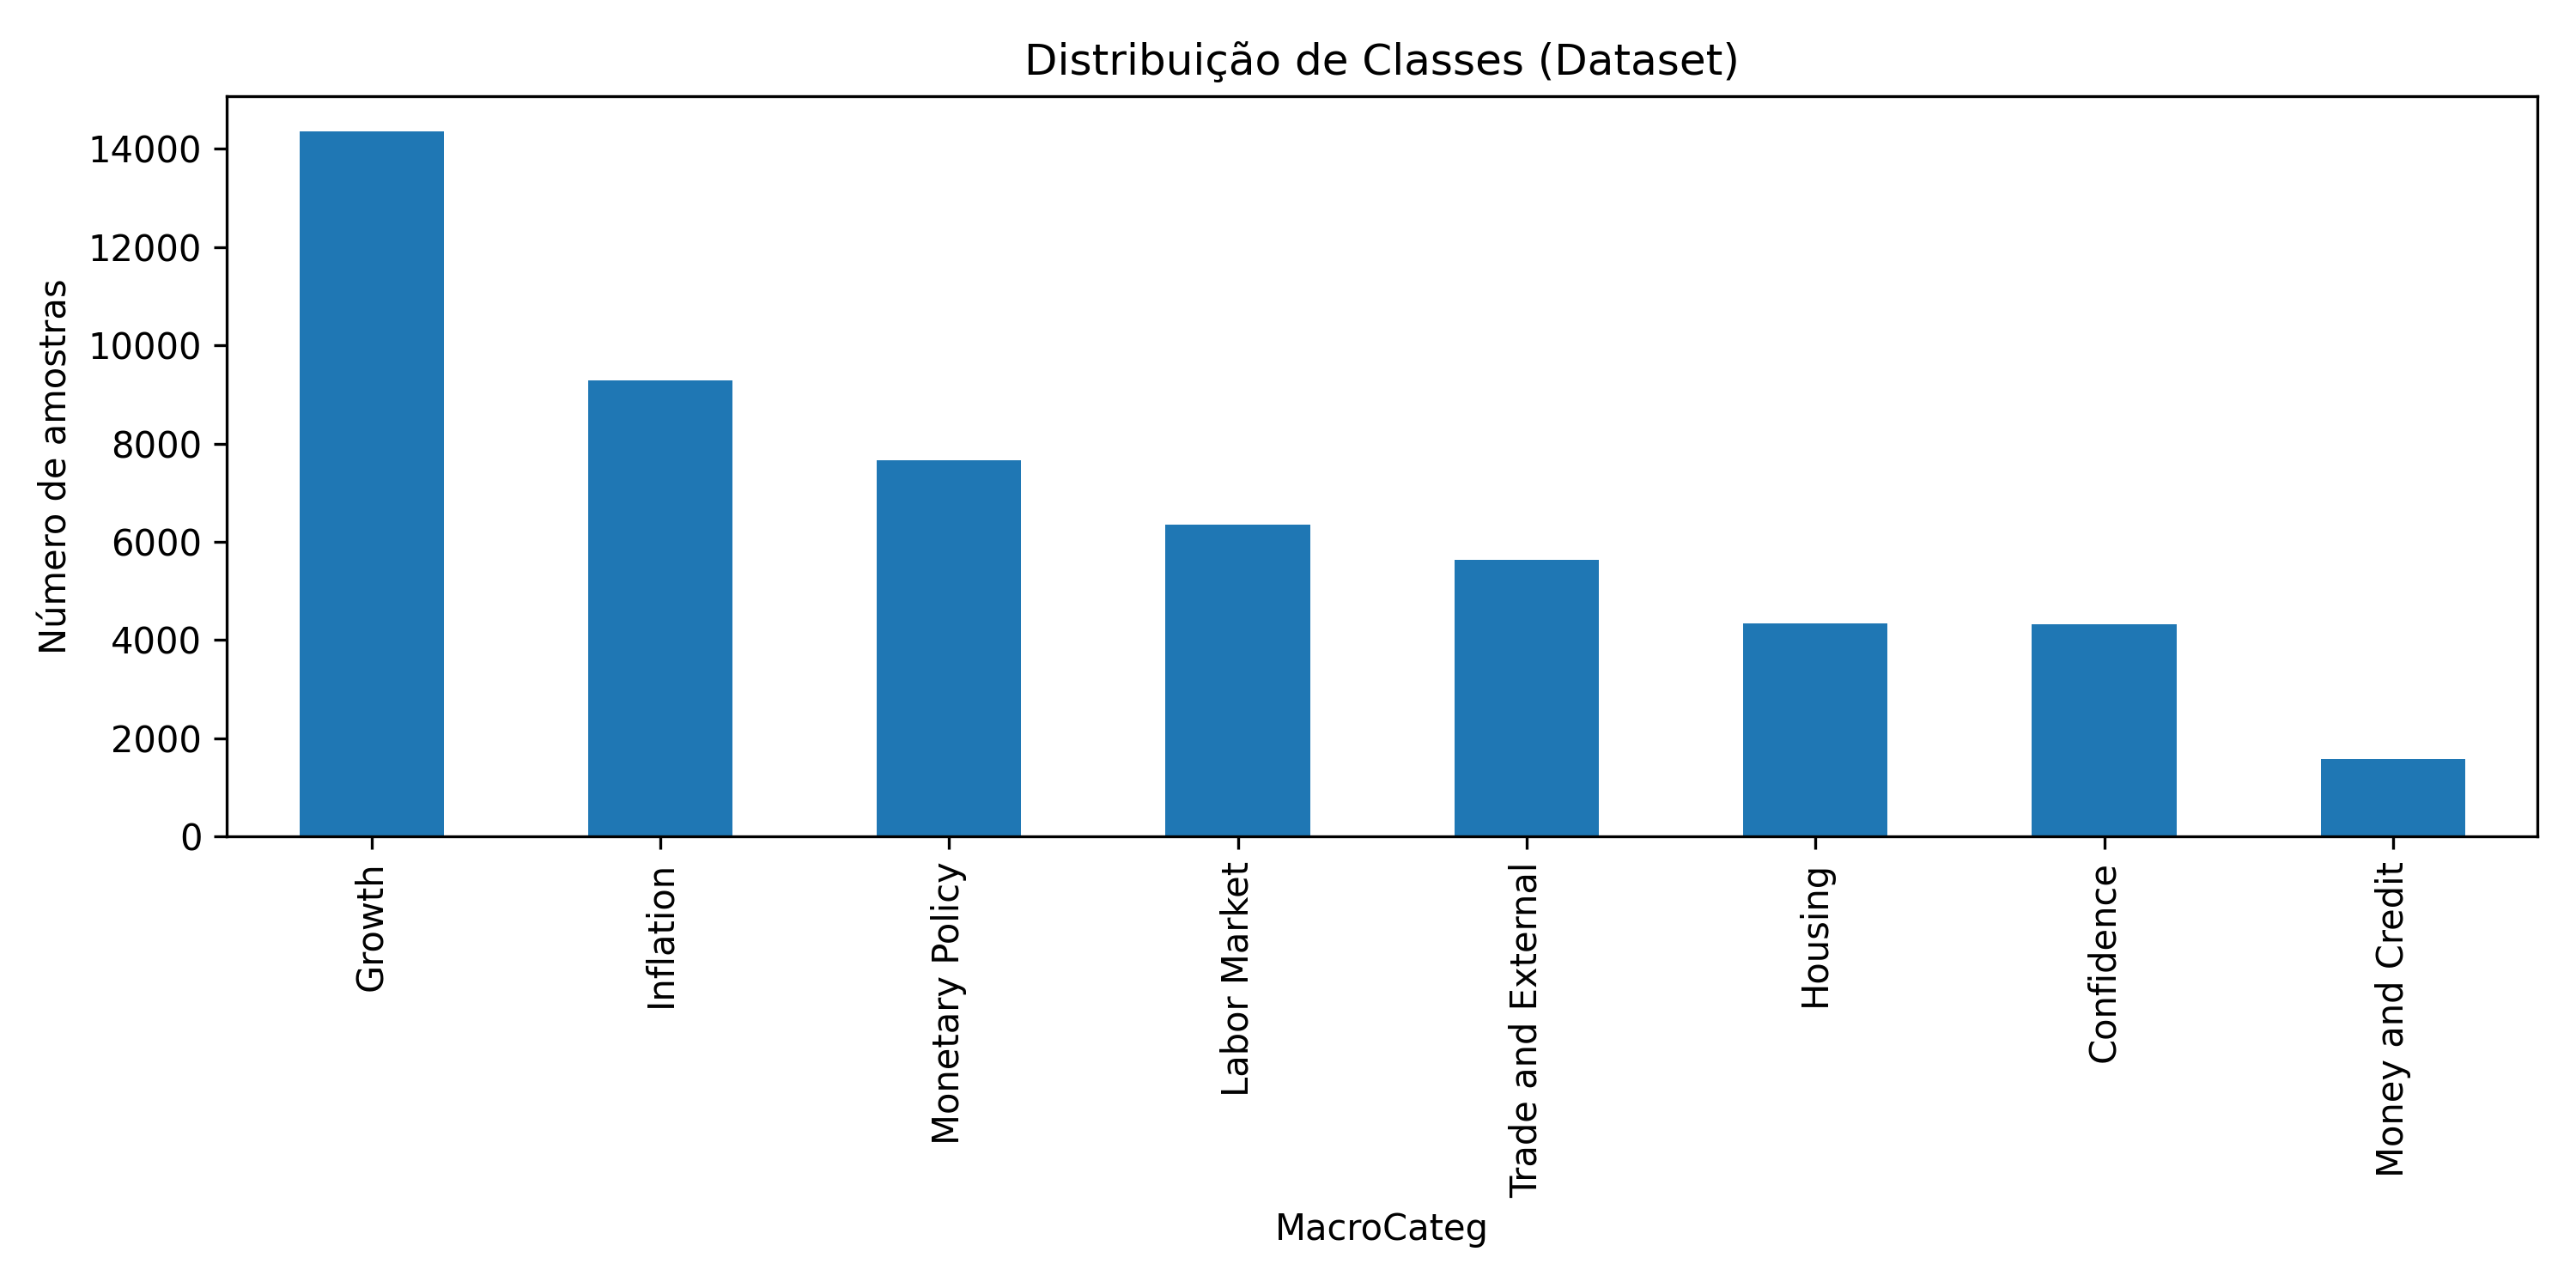 Distribuição de Classes (Dataset)
Número de amostras
14000
12000
10000
8000
6000
4000
2000
0
Growth
Inflation
Monetary Policy
Labor Market
Trade and External
Housing
Confidence
Money and Credit
MacroCateg